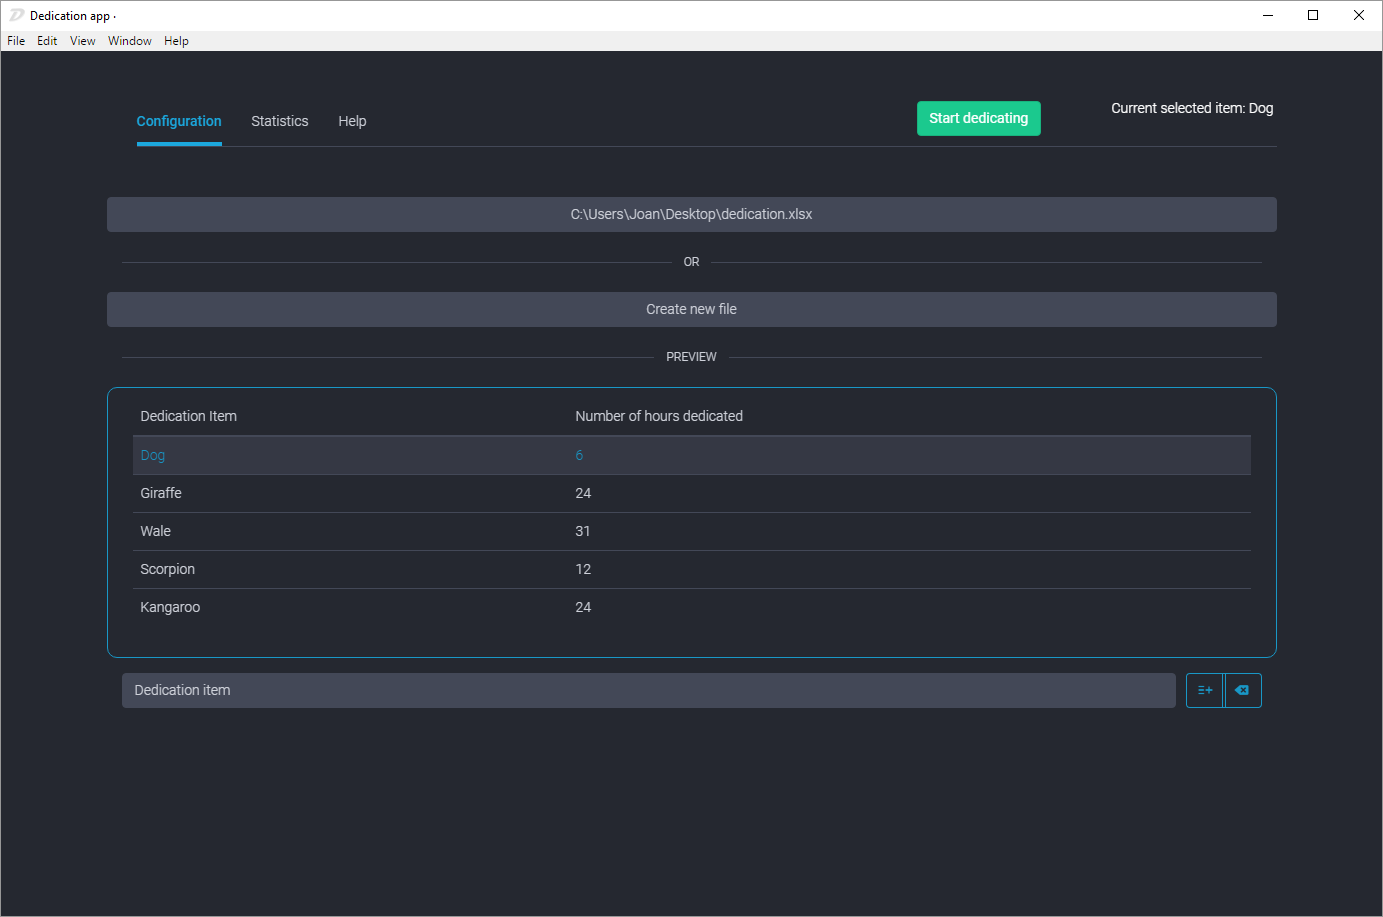 Dedication app ·
File Edit View Window Help
Configuration Statistics Help Start dedicating Current selected item: Dog
C:\Users\Joan\Desktop\dedication.xlsx
OR
Create new file
PREVIEW
Dedication Item Number of hours dedicated
Dog 6
Giraffe 24
Wale 31
Scorpion 12
Kangaroo 24
Dedication item